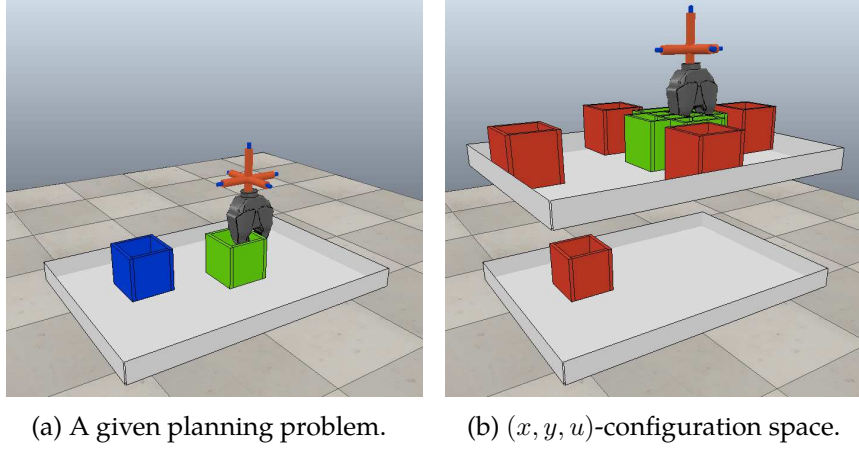 (a) A given planning problem.
(b) (x, y, u)-configuration space.